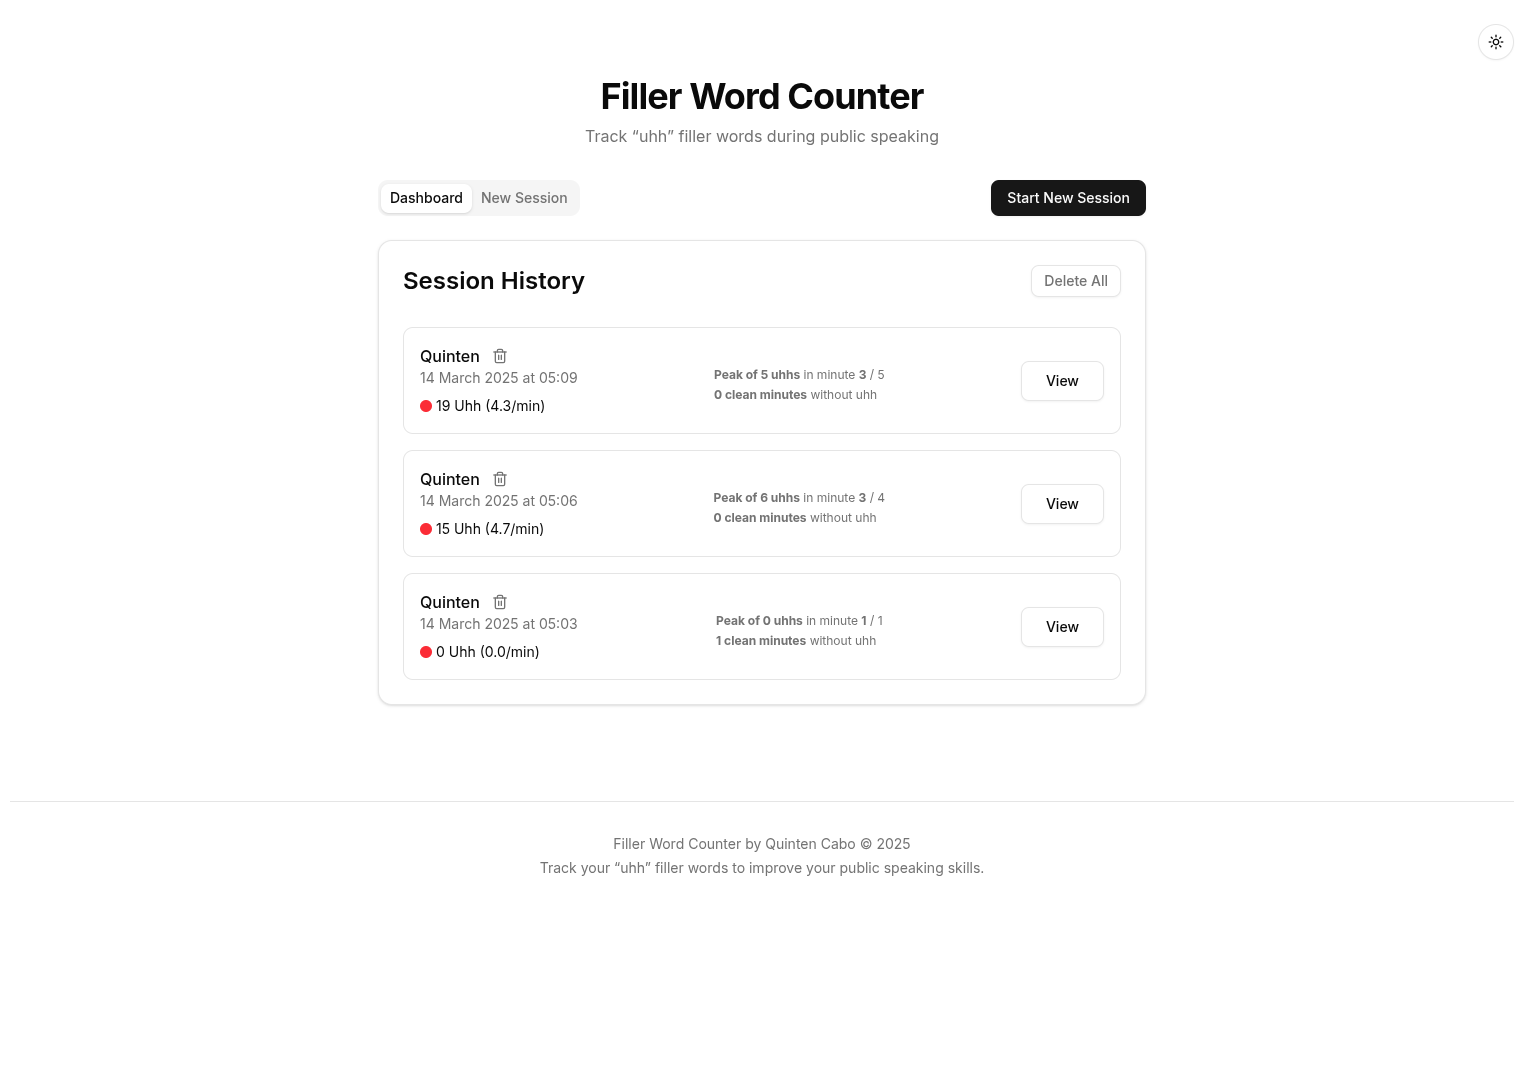 Filler Word Counter
Track “uhh” filler words during public speaking
Dashboard New Session Start New Session
Session History Delete All
Quinten
14 March 2025 at 05:09
19 Uhh (4.3/min)
Peak of 5 uhhs in minute 3 / 5
0 clean minutes without uhh
View
Quinten
14 March 2025 at 05:06
15 Uhh (4.7/min)
Peak of 6 uhhs in minute 3 / 4
0 clean minutes without uhh
View
Quinten
14 March 2025 at 05:03
0 Uhh (0.0/min)
Peak of 0 uhhs in minute 1 / 1
1 clean minutes without uhh
View
Filler Word Counter by Quinten Cabo © 2025
Track your “uhh” filler words to improve your public speaking skills.